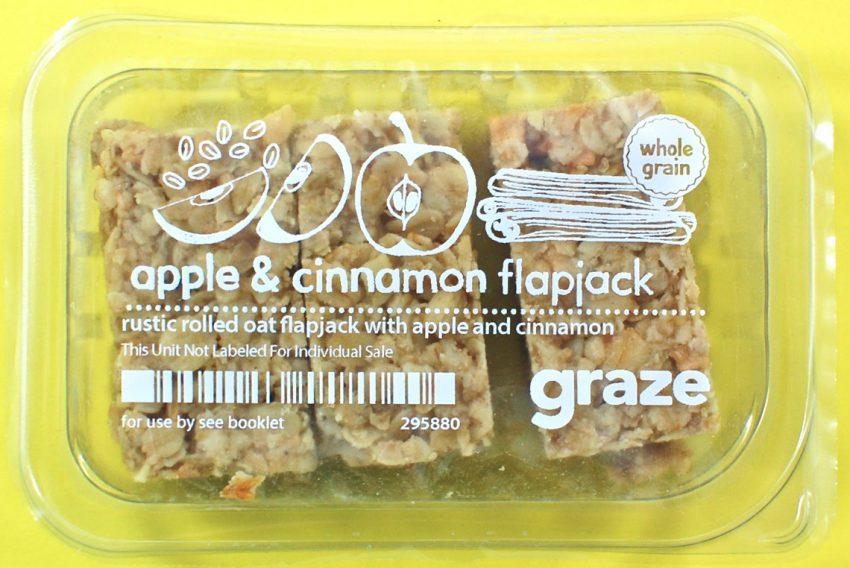 whole
grain
apple & cinnamon flapjack
rustic rolled oat flapjack with apple and cinnamon
This Unit Not Labeled For Individual Sale
graze
for use by see booklet 295880